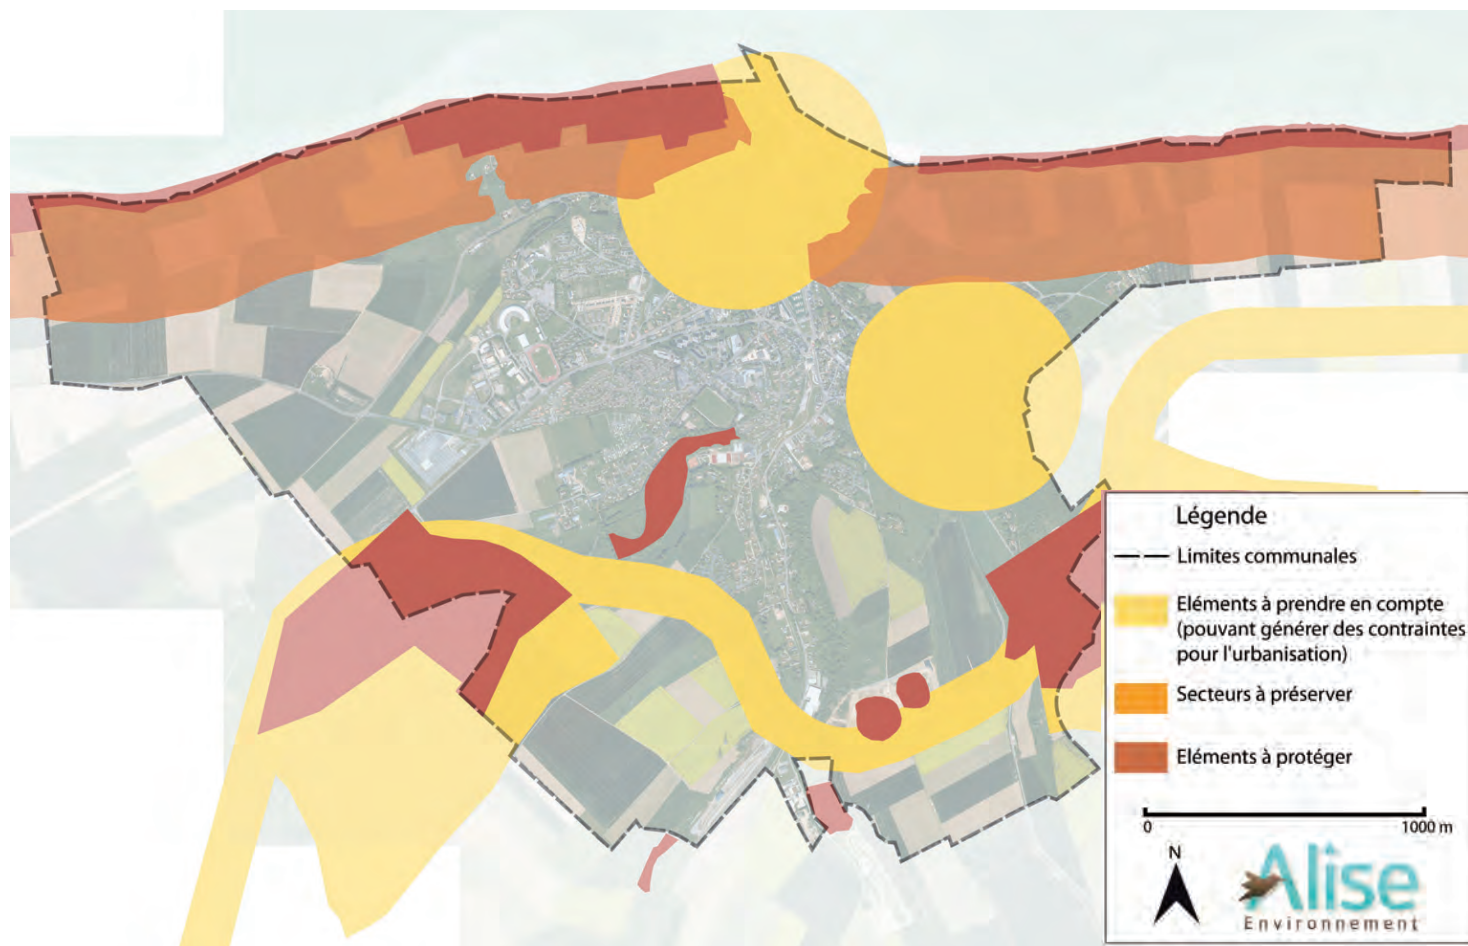 Légende
Limites communales
Eléments à prendre en compte
(pouvant générer des contraintes
pour l'urbanisation)
Secteurs à préserver
Eléments à protéger
0 1000 m
N
Alise
Environnement